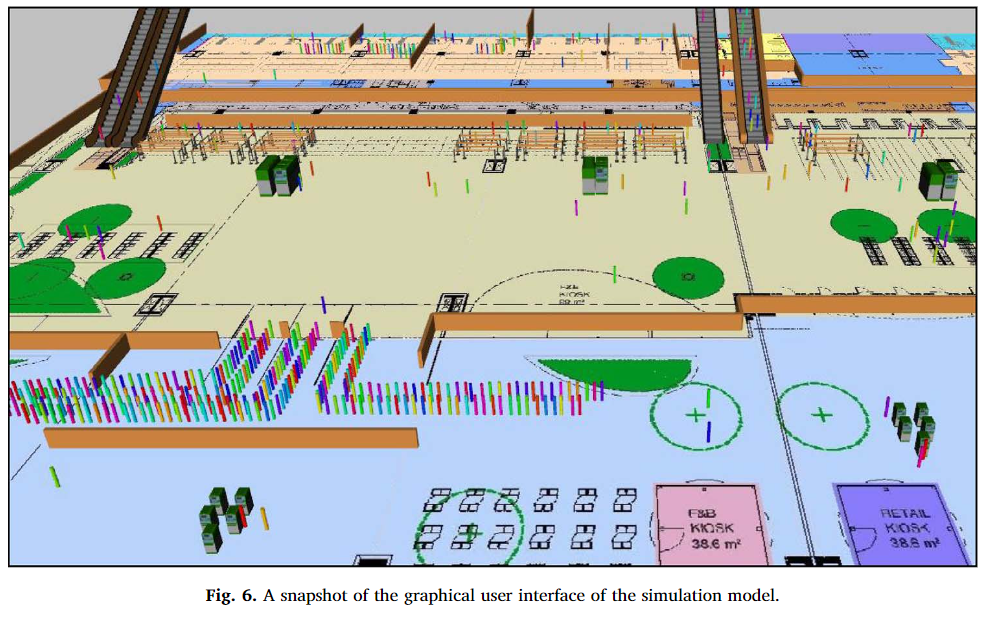 F&B
KIOSK
F&B
KIOSK
38.6 m²
RETAIL
KIOSK
38.6 m²
Fig. 6. A snapshot of the graphical user interface of the simulation model.